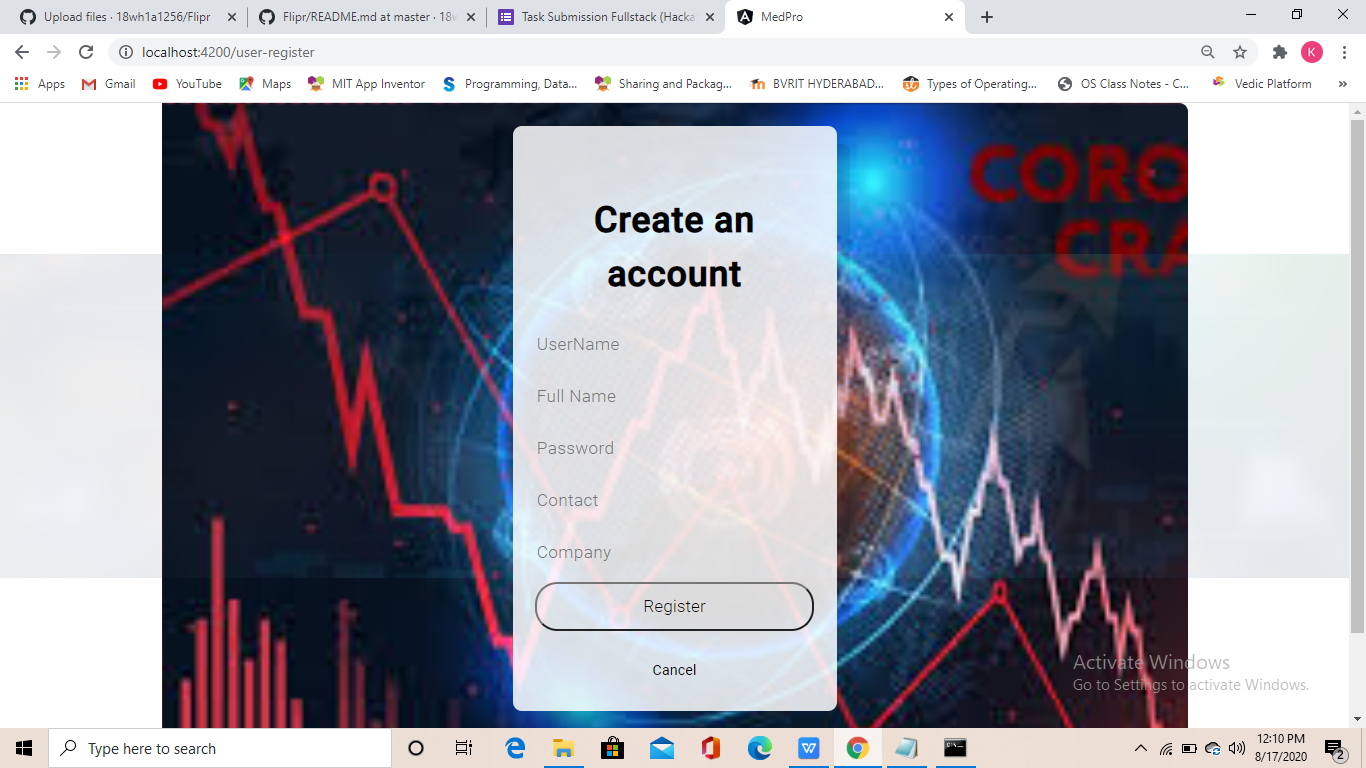 Upload files · 18wh1a1256/Flipr
Flipr/README.md at master · 18w
Task Submission Fullstack (Hacka
MedPro
localhost:4200/user-register
K
Apps
Gmail
YouTube
Maps
MIT App Inventor
Programming, Data...
Sharing and Packag...
BVRIT HYDERABAD...
Types of Operating...
OS Class Notes - C...
Vedic Platform
»
CORO
CRA
Create an
account
UserName
Full Name
Password
Contact
Company
Register
Cancel
Activate Windows
Go to Settings to activate Windows.
Type here to search
12:10 PM
8/17/2020
2